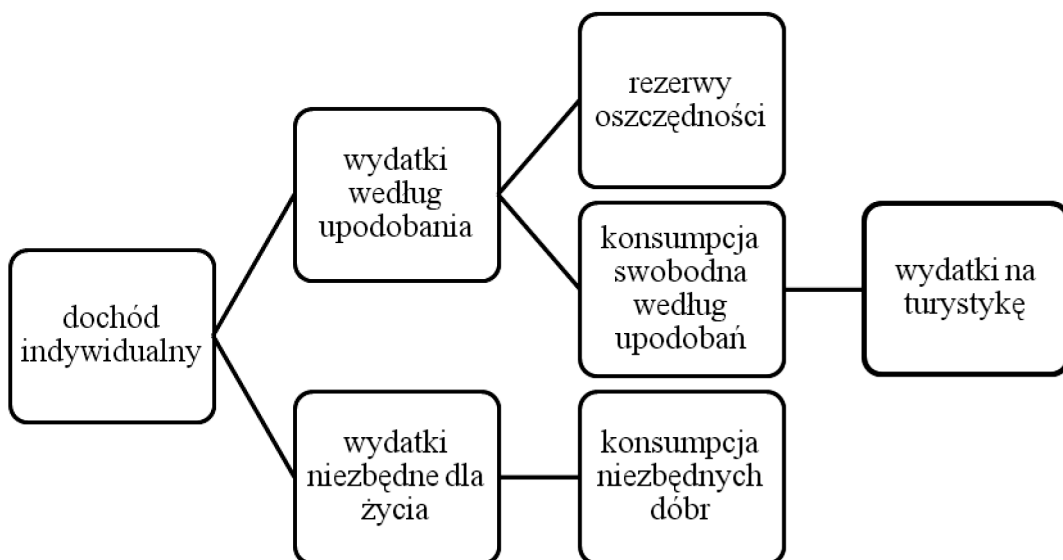 dochód
indywidualny
wydatki
według
upodobania
rezerwy
oszczędności
konsumpcja
swobodna
według
upodobań
wydatki na
turystykę
wydatki
niezbędne dla
życia
konsumpcja
niezbędnych
dóbr